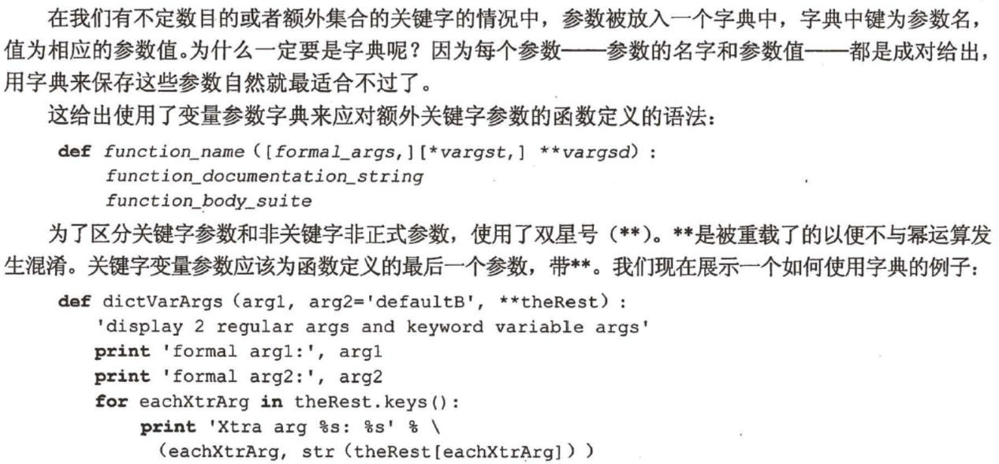 在我们有不定数目的或者额外集合的关键字的情况中，参数被放入一个字典中，字典中键为参数名，
值为相应的参数值。为什么一定要是字典呢？因为每个参数——参数的名字和参数值——都是成对给出，
用字典来保存这些参数自然就最适合不过了。
这给出使用了变量参数字典来应对额外关键字参数的函数定义的语法：
def function_name ([formal_args,][*vargst,] **vargsd):
function_documentation_string
function_body_suite
为了区分关键字参数和非关键字非正式参数，使用了双星号（**）。**是被重载了的以便不与幂运算发
生混淆。关键字变量参数应该为函数定义的最后一个参数，带**。我们现在展示一个如何使用字典的例子：
def dictVarArgs (arg1, arg2='defaultB', **theRest):
'display 2 regular args and keyword variable args'
print 'formal arg1:', arg1
print 'formal arg2:', arg2
for eachXtrArg in theRest.keys():
print 'Xtra arg %s: %s' % \
(eachXtrArg, str (theRest[eachXtrArg]))